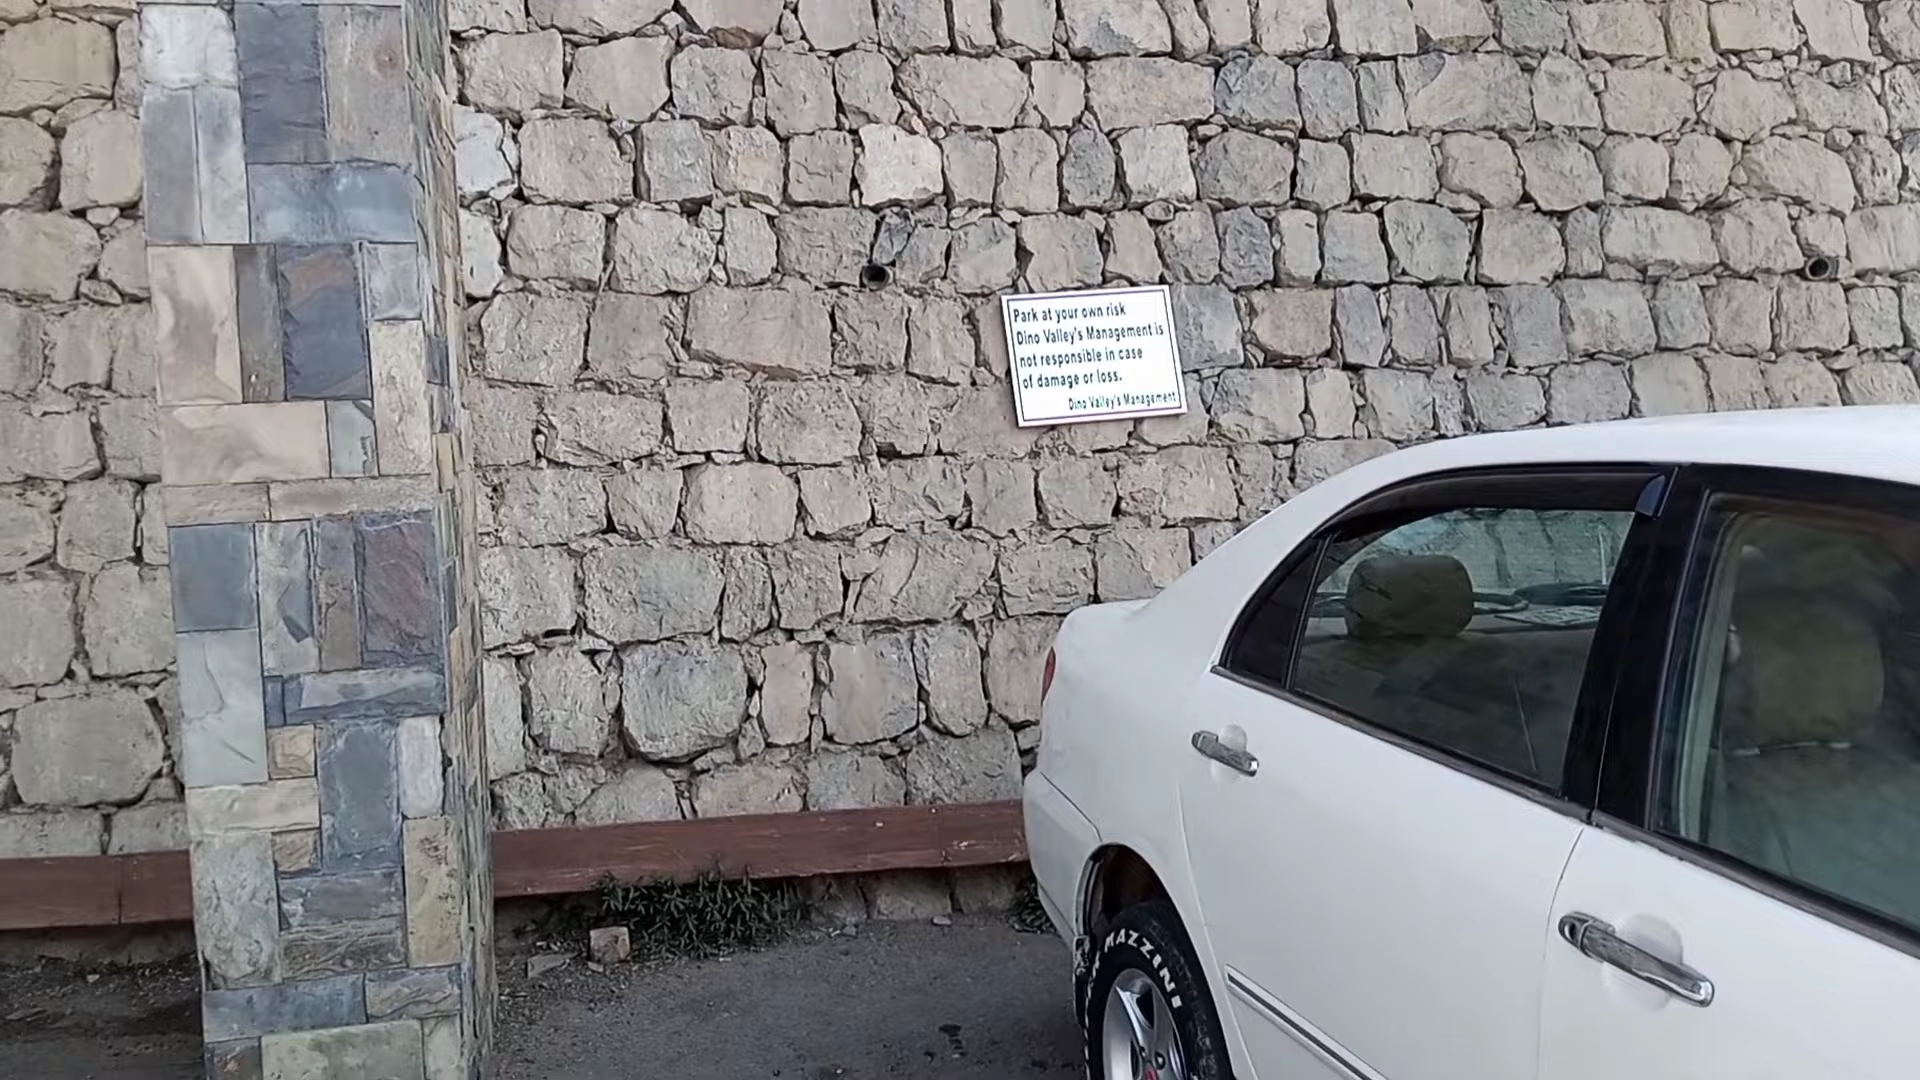 Park at your own risk
Dino Valley's Management is
not responsible in case
of damage or loss.
Dino Valley's Management
MAZZINI